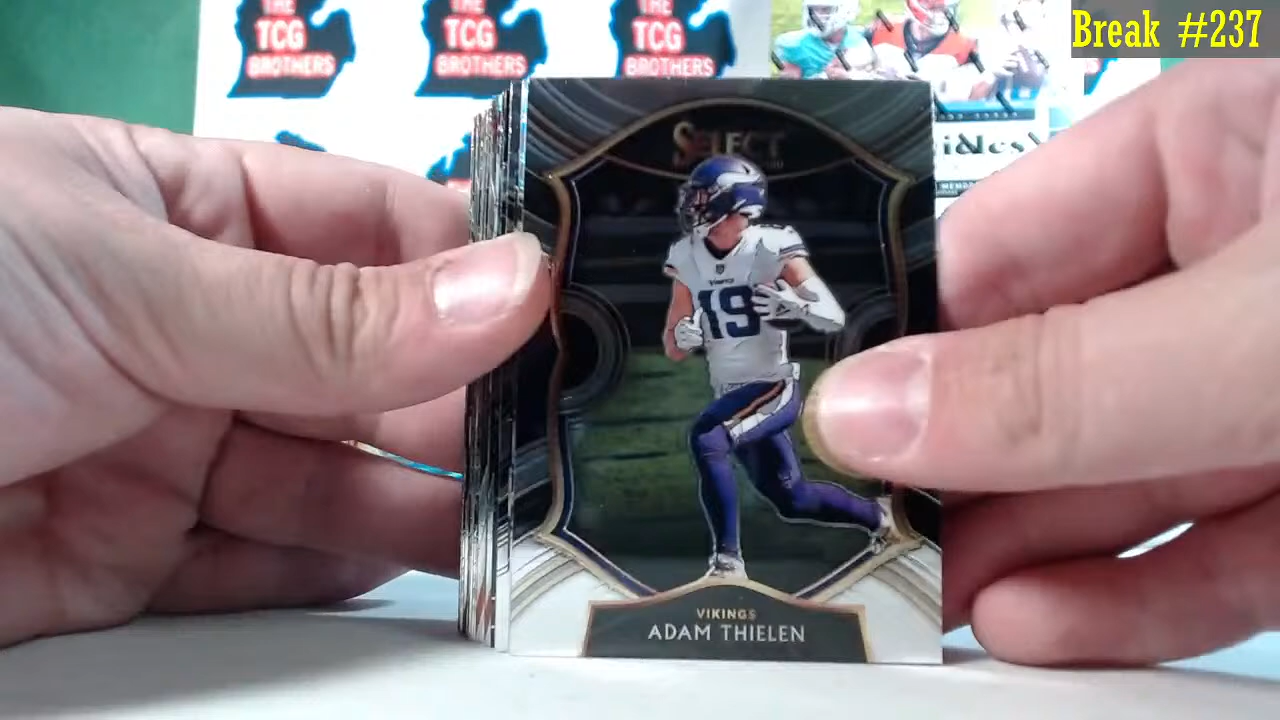 THE
TCG
BROTHERS
THE
TCG
BROTHERS
THE
TCG
BROTHERS
Break #237
SELECT
19
VIKINGS
ADAM THIELEN